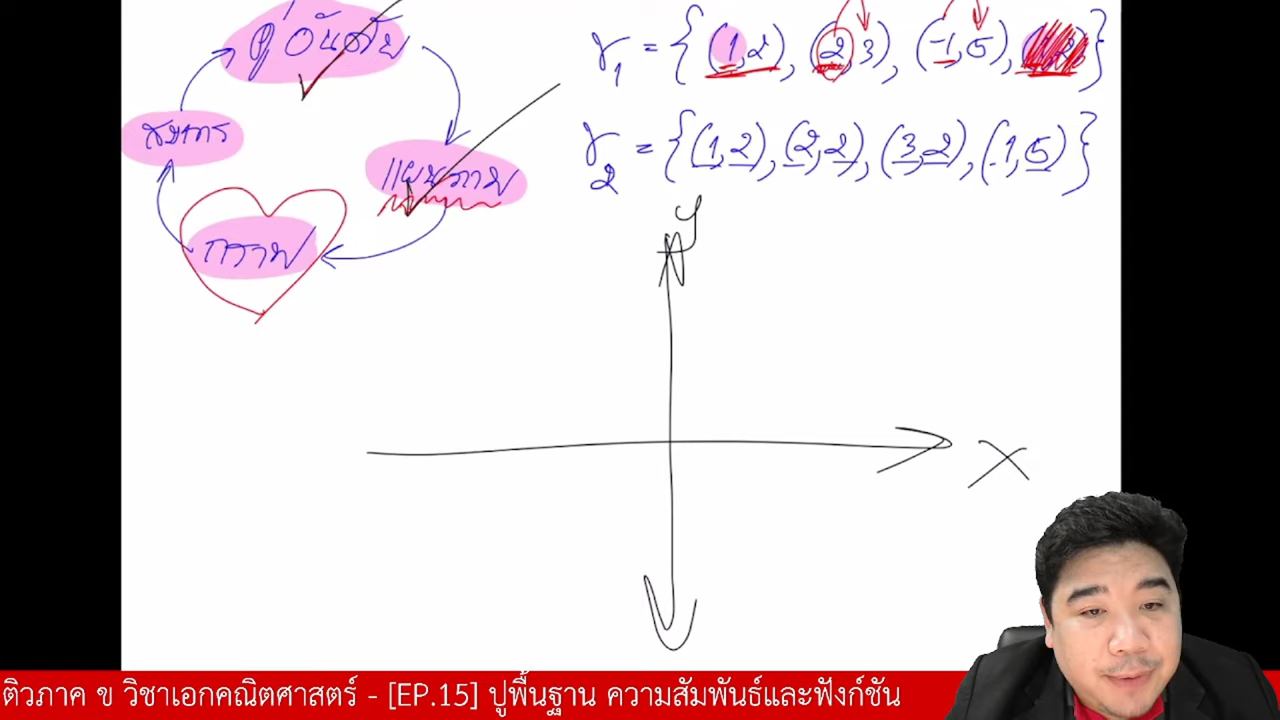 คู่อันดับ
r₁ = {(1,2), (2,3), (-1,5), }
สมการ
แผนภาพ
r₂ = {(1,2), (2,2), (3,2), (-1,5)}
กราฟ
y
x
ติวภาค ข วิชาเอกคณิตศาสตร์ - [EP.15] ปูพื้นฐาน ความสัมพันธ์และฟังก์ชัน